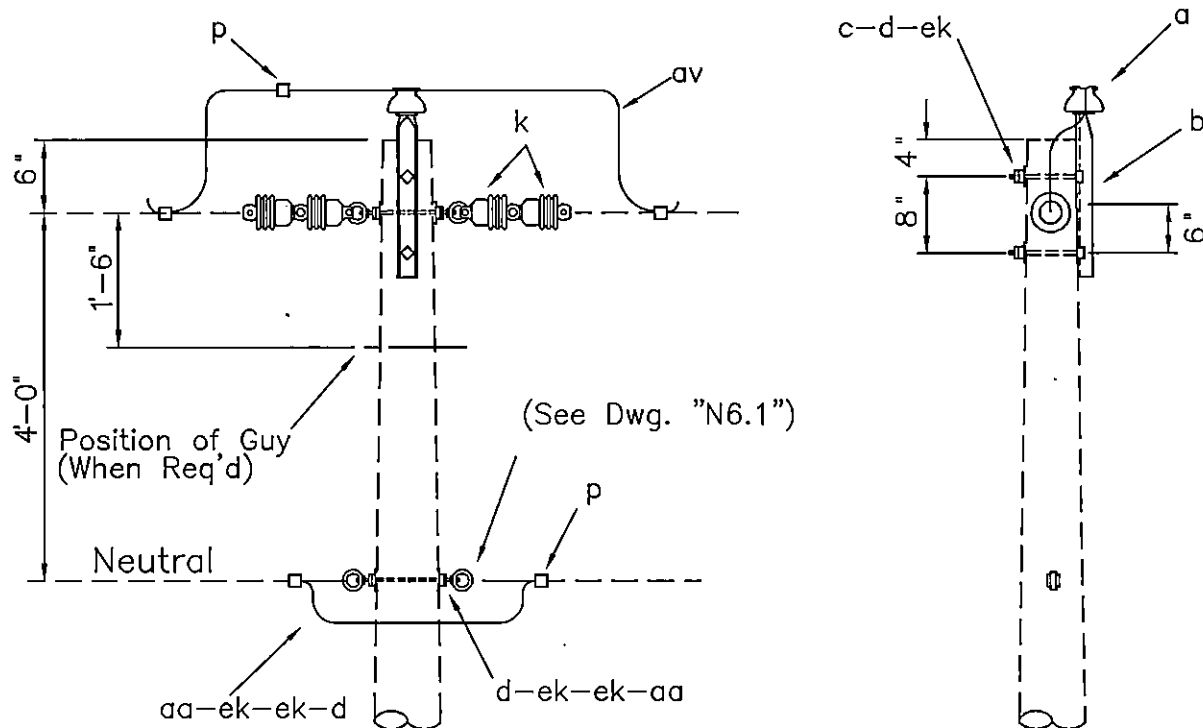 p
c-d-ek
a
av
k
b
6"
4"
8"
6"
1'-6"
4'-0"
(See Dwg. "N6.1")
Position of Guy
(When Req'd)
p
Neutral
aa-ek-ek-d
d-ek-ek-aa